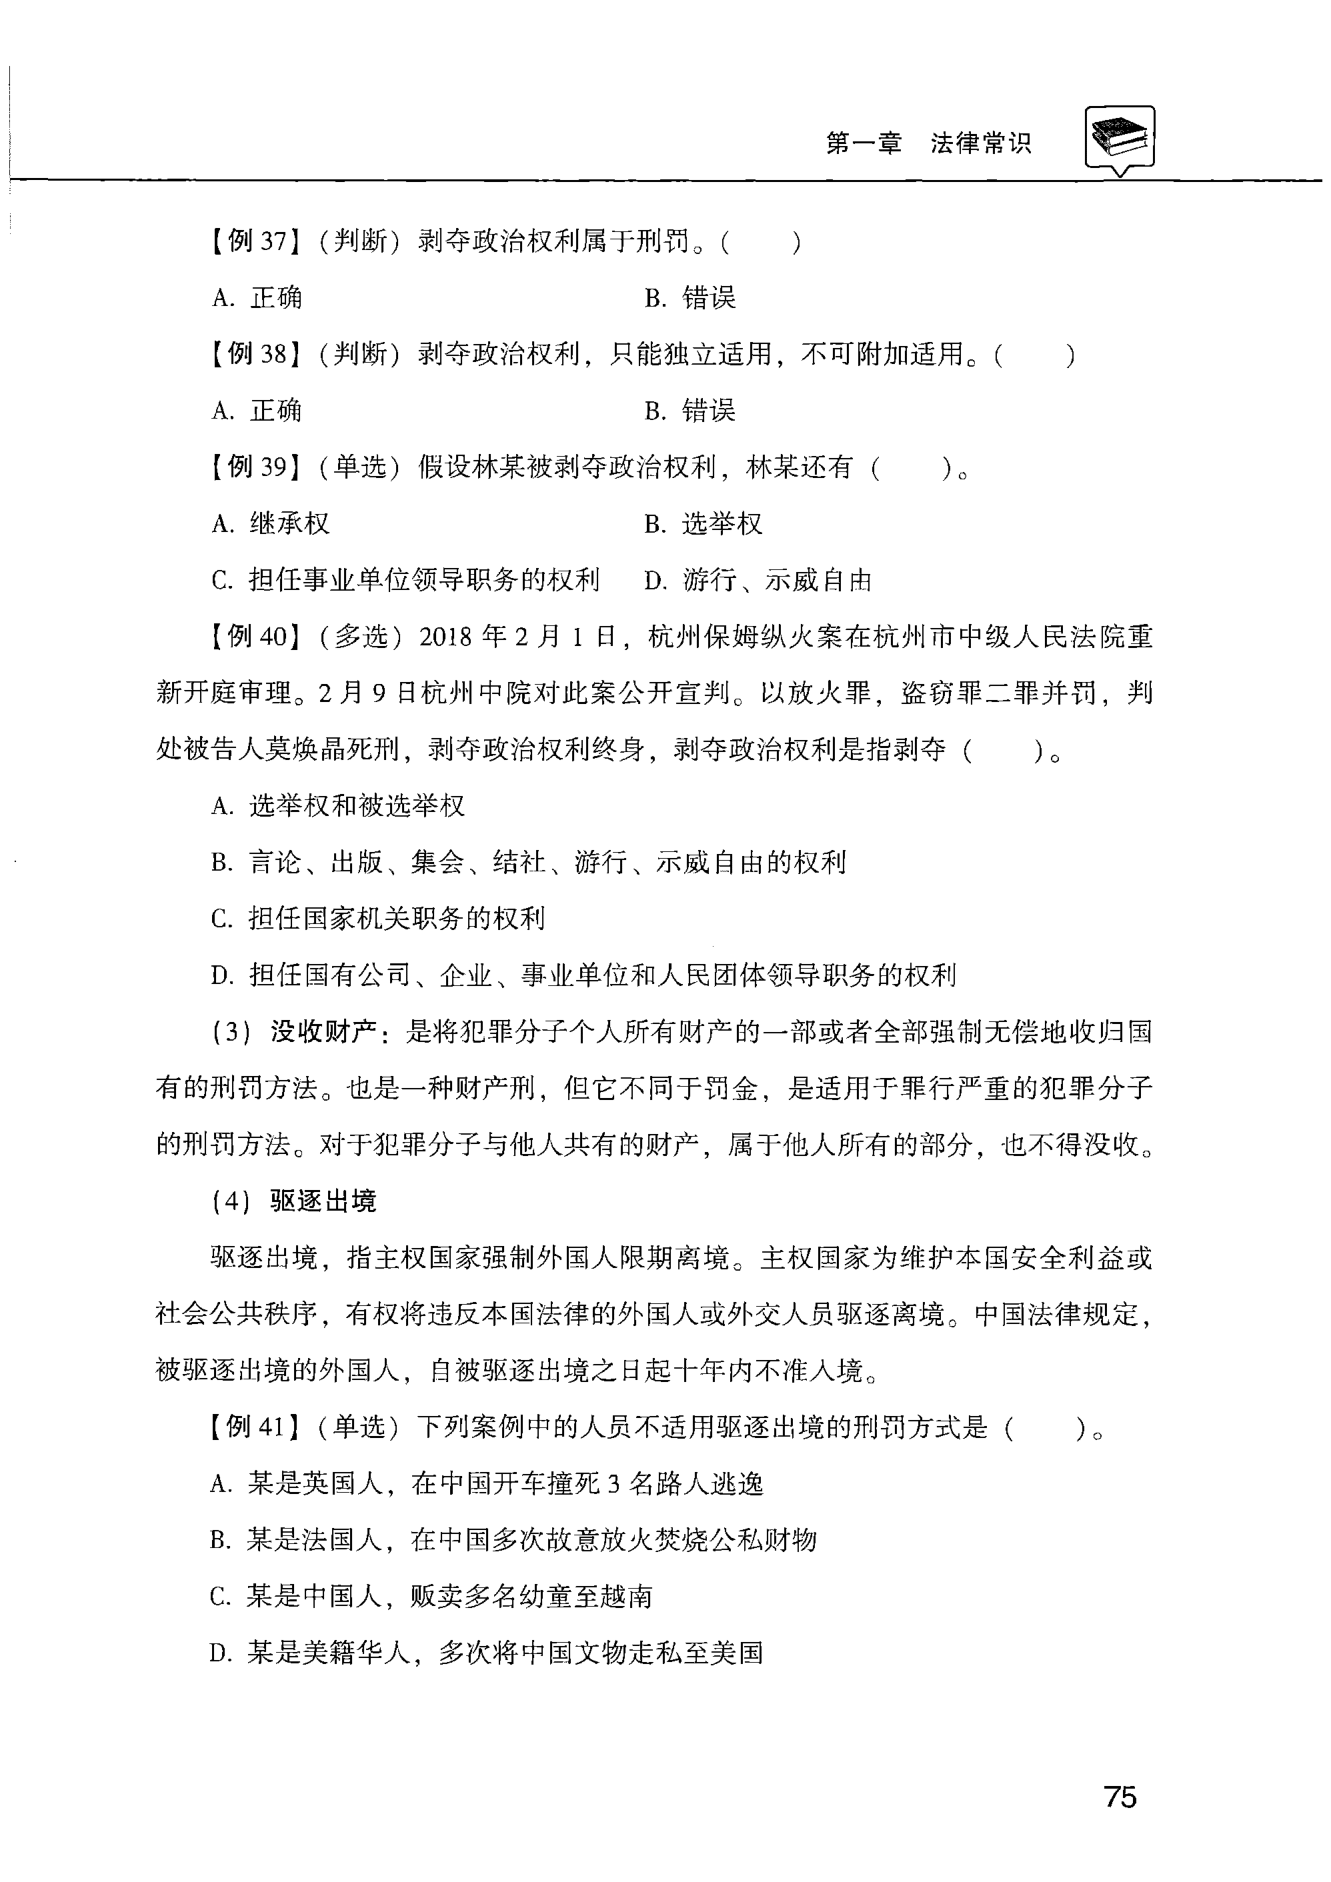 第一章 法律常识
【例 37】(判断) 剥夺政治权利属于刑罚。(  )
A. 正确 B. 错误
【例 38】(判断) 剥夺政治权利，只能独立适用，不可附加适用。(  )
A. 正确 B. 错误
【例 39】(单选) 假设林某被剥夺政治权利，林某还有 (  )。
A. 继承权 B. 选举权
C. 担任事业单位领导职务的权利 D. 游行、示威自由
【例 40】(多选) 2018 年 2 月 1 日，杭州保姆纵火案在杭州市中级人民法院重
新开庭审理。2 月 9 日杭州中院对此案公开宣判。以放火罪，盗窃罪二罪并罚，判
处被告人莫焕晶死刑，剥夺政治权利终身，剥夺政治权利是指剥夺 (  )。
A. 选举权和被选举权
B. 言论、出版、集会、结社、游行、示威自由的权利
C. 担任国家机关职务的权利
D. 担任国有公司、企业、事业单位和人民团体领导职务的权利
(3) 没收财产：是将犯罪分子个人所有财产的一部或者全部强制无偿地收归国
有的刑罚方法。也是一种财产刑，但它不同于罚金，是适用于罪行严重的犯罪分子
的刑罚方法。对于犯罪分子与他人共有的财产，属于他人所有的部分，也不得没收。
(4) 驱逐出境
驱逐出境，指主权国家强制外国人限期离境。主权国家为维护本国安全利益或
社会公共秩序，有权将违反本国法律的外国人或外交人员驱逐离境。中国法律规定，
被驱逐出境的外国人，自被驱逐出境之日起十年内不准入境。
【例 41】(单选) 下列案例中的人员不适用驱逐出境的刑罚方式是 (  )。
A. 某是英国人，在中国开车撞死 3 名路人逃逸
B. 某是法国人，在中国多次故意放火焚烧公私财物
C. 某是中国人，贩卖多名幼童至越南
D. 某是美籍华人，多次将中国文物走私至美国
75